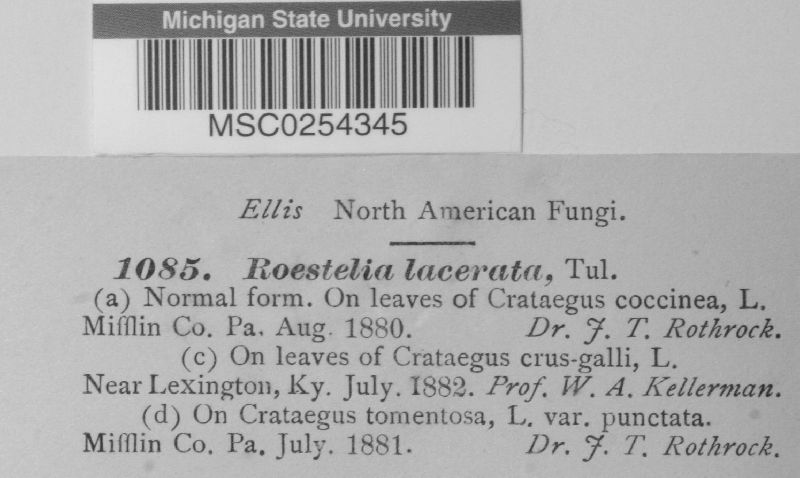 Michigan State University
MSC0254345
Ellis North American Fungi.
1085. Roestelia lacerata, Tul.
(a) Normal form. On leaves of Crataegus coccinea, L.
Mifflin Co. Pa. Aug. 1880. Dr. J. T. Rothrock.
(c) On leaves of Crataegus crus-galli, L.
Near Lexington, Ky. July. 1882. Prof. W. A. Kellerman.
(d) On Crataegus tomentosa, L. var. punctata.
Mifflin Co. Pa. July. 1881. Dr. J. T. Rothrock.